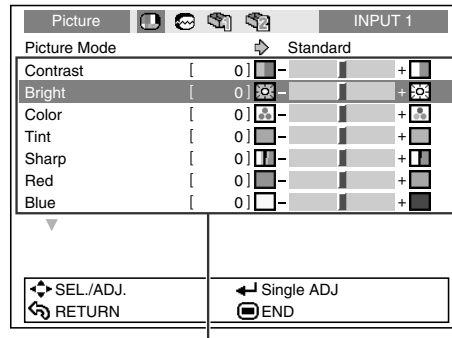 Picture INPUT 1
Picture Mode Standard
Contrast [ 0 ] - +
Bright [ 0 ] - +
Color [ 0 ] - +
Tint [ 0 ] - +
Sharp [ 0 ] - +
Red [ 0 ] - +
Blue [ 0 ] - +
SEL./ADJ. Single ADJ
RETURN END